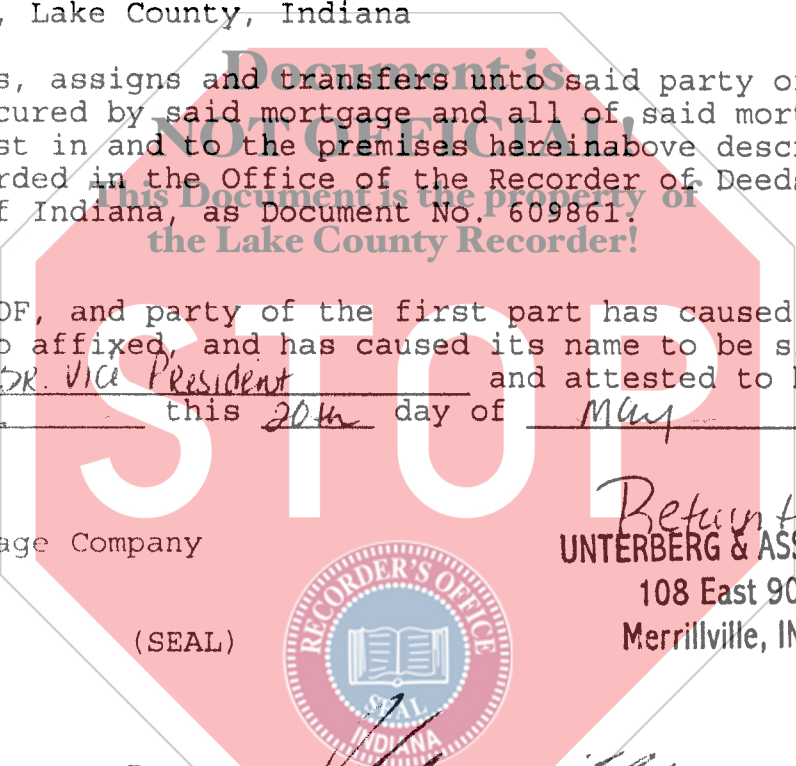 , Lake County, Indiana
Document is
s, assigns and transfers unto said party o
cured by said mortgage and all of said mort
NOT OFFICIAL!
st in and to the premises hereinabove descr
rded in the Office of the Recorder of Deeds
This Document is the property of
f Indiana, as Document No. 609861.
the Lake County Recorder!
OF, and party of the first part has caused
o affixed, and has caused its name to be s
SR. Vice President and attested to
this 20th day of May
STOP
Return
age Company
UNTERBERG & ASS
108 East 90
(SEAL)
Merrillville, IN
RECORDER'S OFFICE
SEAL
INDIANA